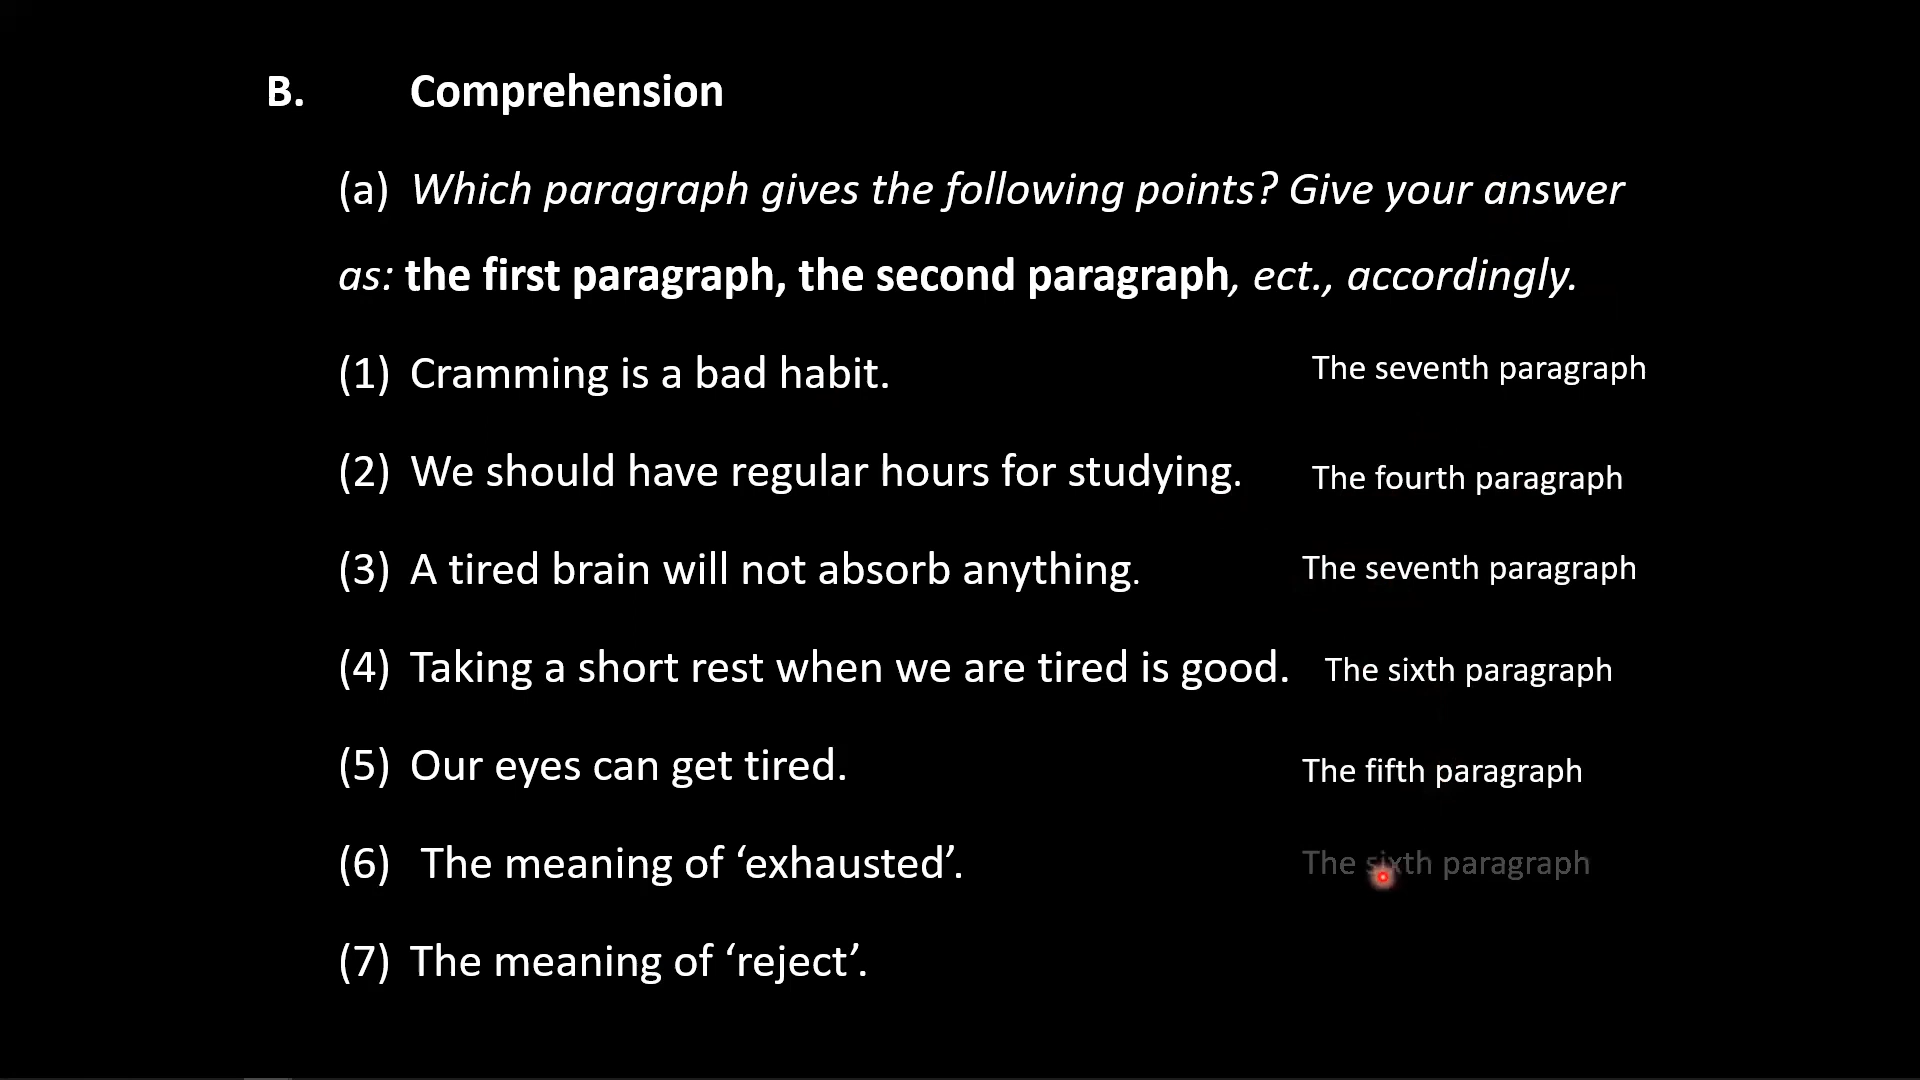 B. Comprehension
(a) Which paragraph gives the following points? Give your answer
as: the first paragraph, the second paragraph, ect., accordingly.
(1) Cramming is a bad habit. The seventh paragraph
(2) We should have regular hours for studying. The fourth paragraph
(3) A tired brain will not absorb anything. The seventh paragraph
(4) Taking a short rest when we are tired is good. The sixth paragraph
(5) Our eyes can get tired. The fifth paragraph
(6) The meaning of ‘exhausted’. The sixth paragraph
(7) The meaning of ‘reject’.